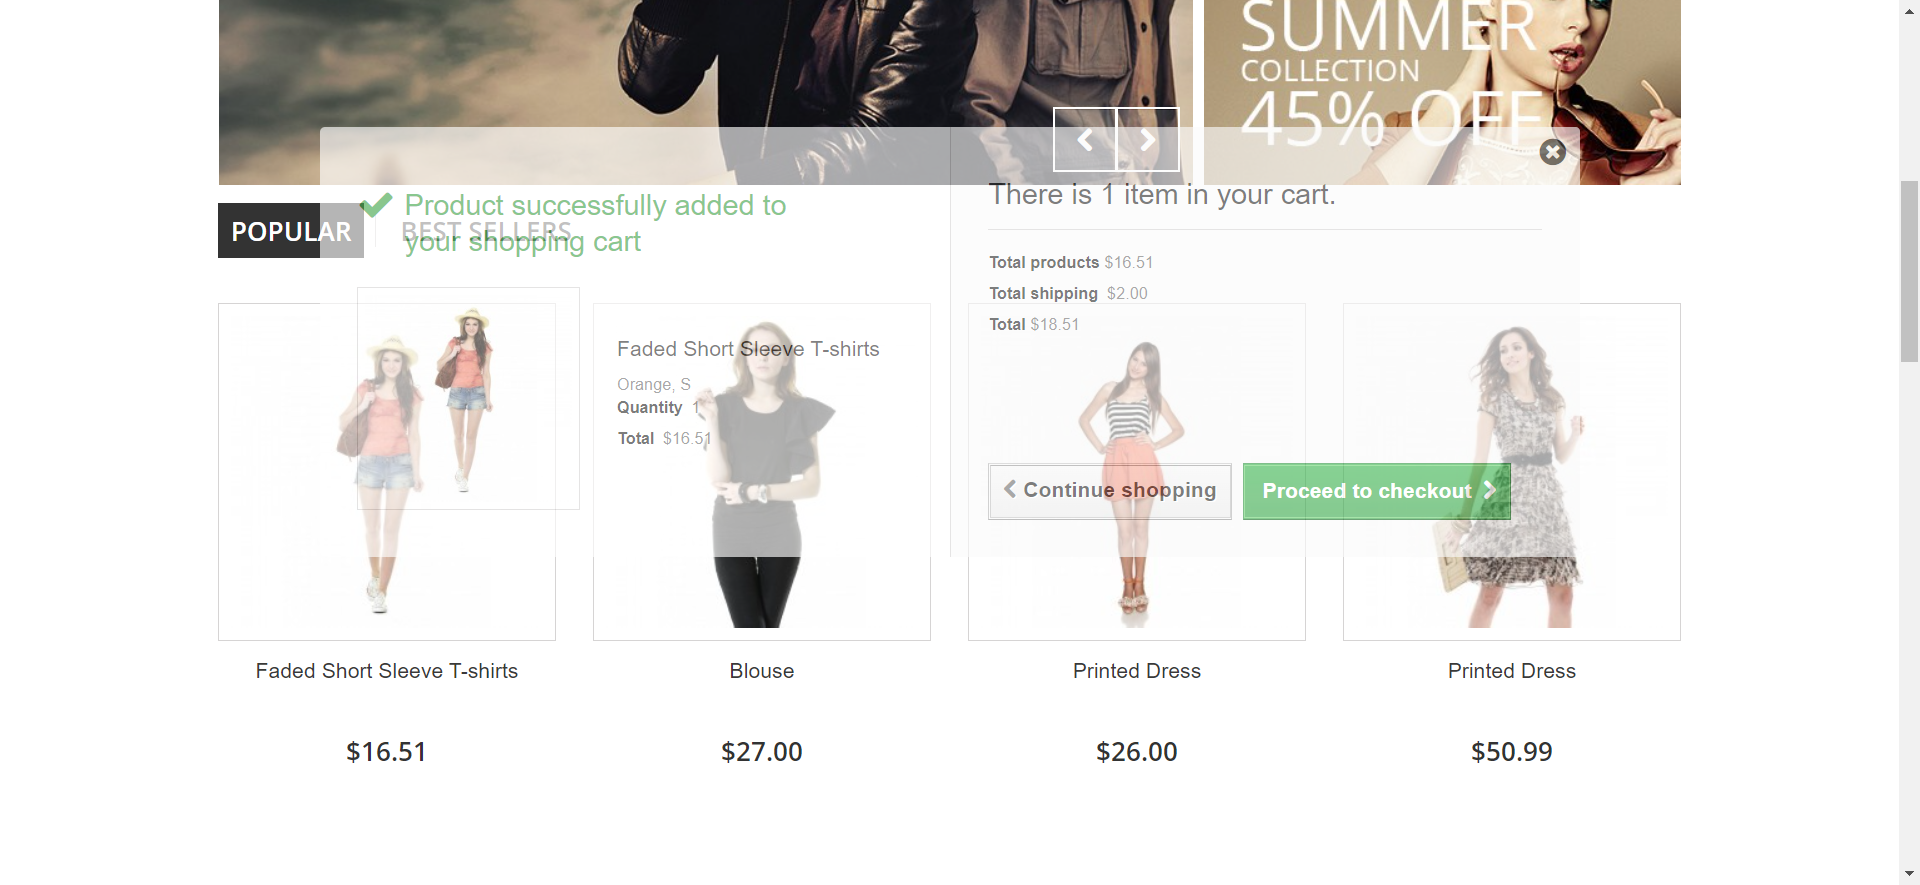 SUMMER
COLLECTION
45% OFF
Product successfully added to
your shopping cart
There is 1 item in your cart.
POPULAR
BEST SELLERS
Total products $16.51
Total shipping $2.00
Total $18.51
Faded Short Sleeve T-shirts
Orange, S
Quantity 1
Total $16.51
Continue shopping
Proceed to checkout
Faded Short Sleeve T-shirts
Blouse
Printed Dress
Printed Dress
$16.51
$27.00
$26.00
$50.99